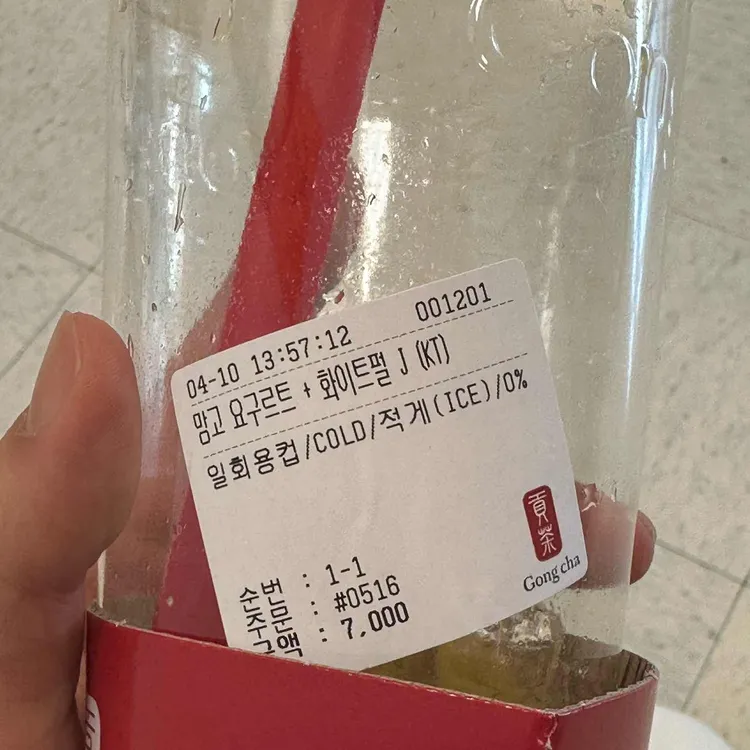 04-10 13:57:12 001201
맘고 요구르트 + 화이트펄 J (KT)
일회용컵/COLD/적게(ICE)/0%
貢茶
Gong cha
순번 : 1-1
주문 : #0516
금액 : 7,000